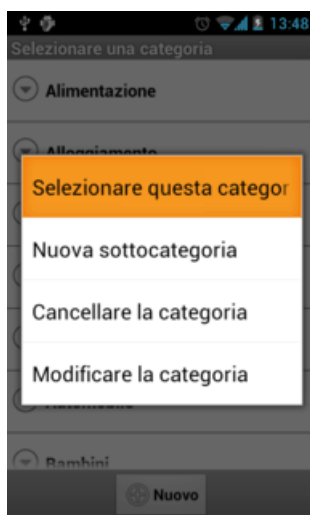 13:48
Selezionare una categoria
Alimentazione
Alloggiamento
Selezionare questa categor
Nuova sottocategoria
Cancellare la categoria
Modificare la categoria
Bambini
Nuovo